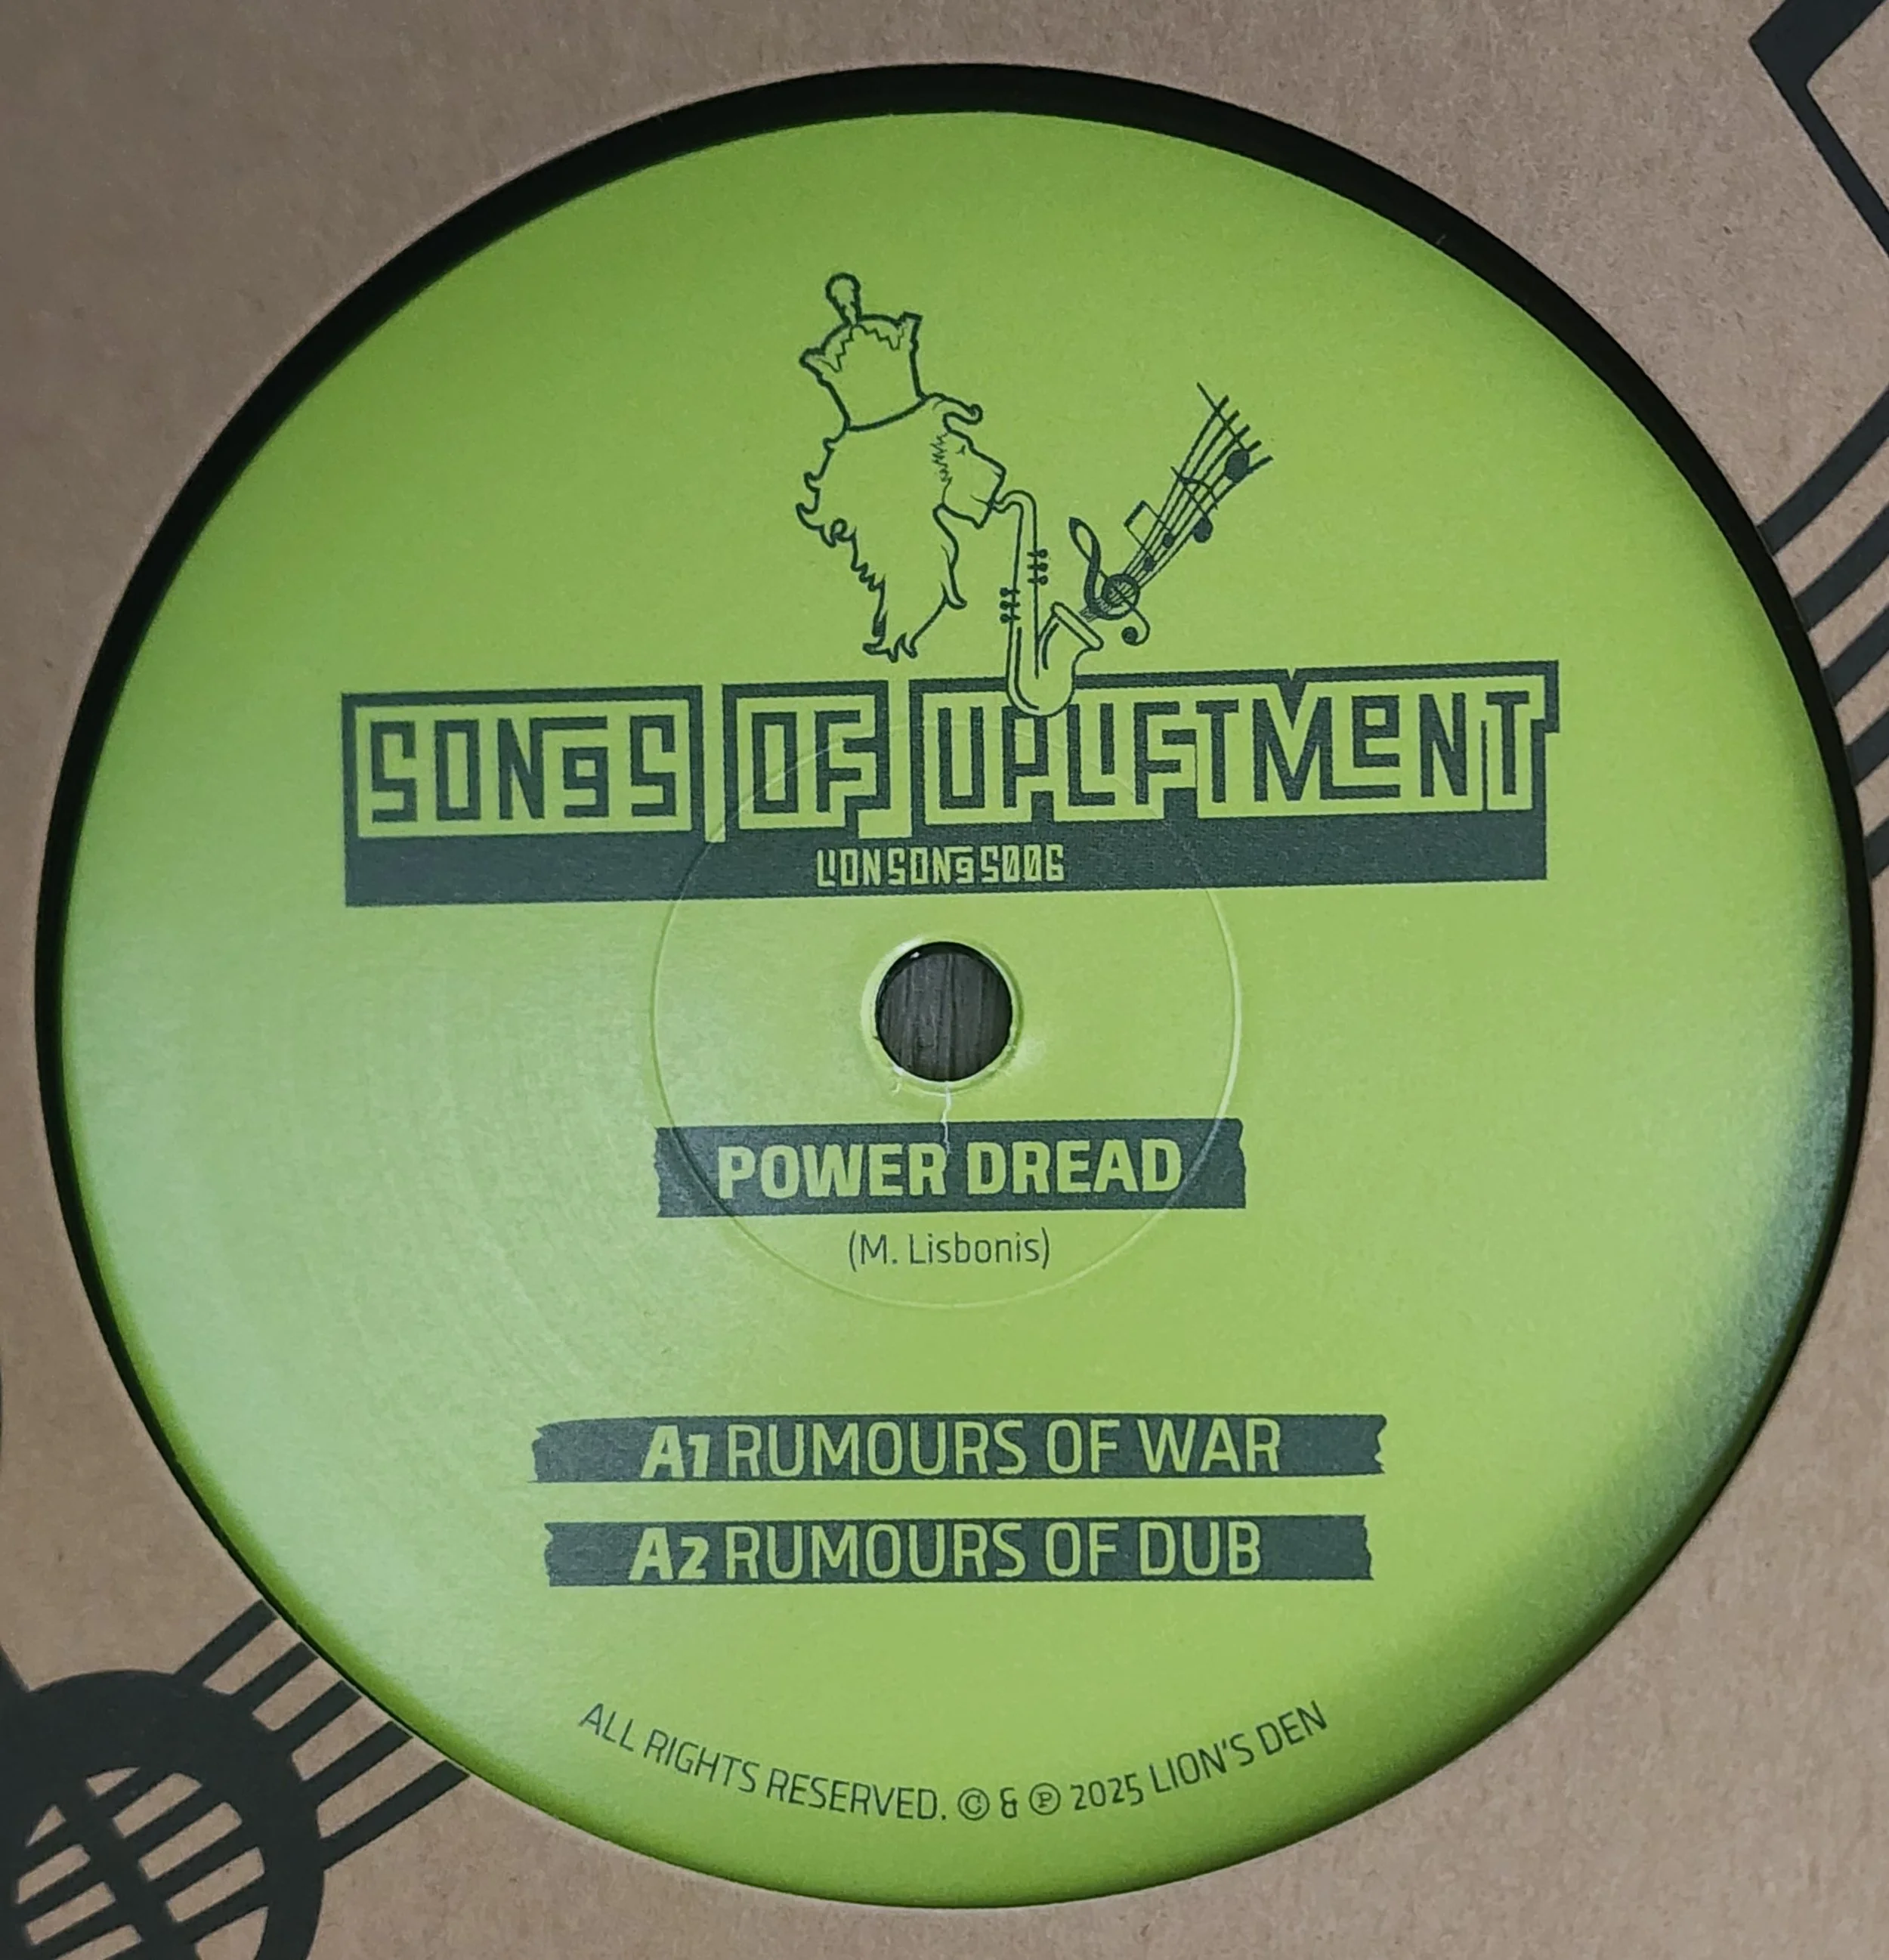 SONGS OF UPLIFTMENT
LIONSONGS006
POWER DREAD
(M. Lisbonis)
A1 RUMOURS OF WAR
A2 RUMOURS OF DUB
ALL RIGHTS RESERVED. © & ℗ 2025 LION'S DEN